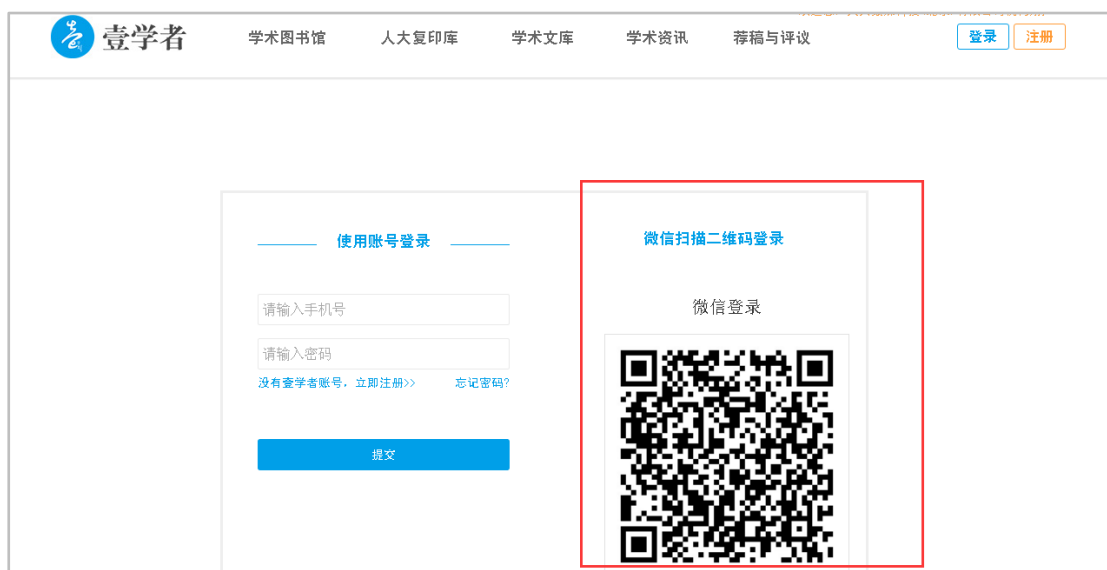 壹学者
学术图书馆 人大复印库 学术文库 学术资讯 荐稿与评议 登录 注册
使用账号登录
请输入手机号
请输入密码
没有壹学者账号，立即注册>> 忘记密码?
提交
微信扫描二维码登录
微信登录